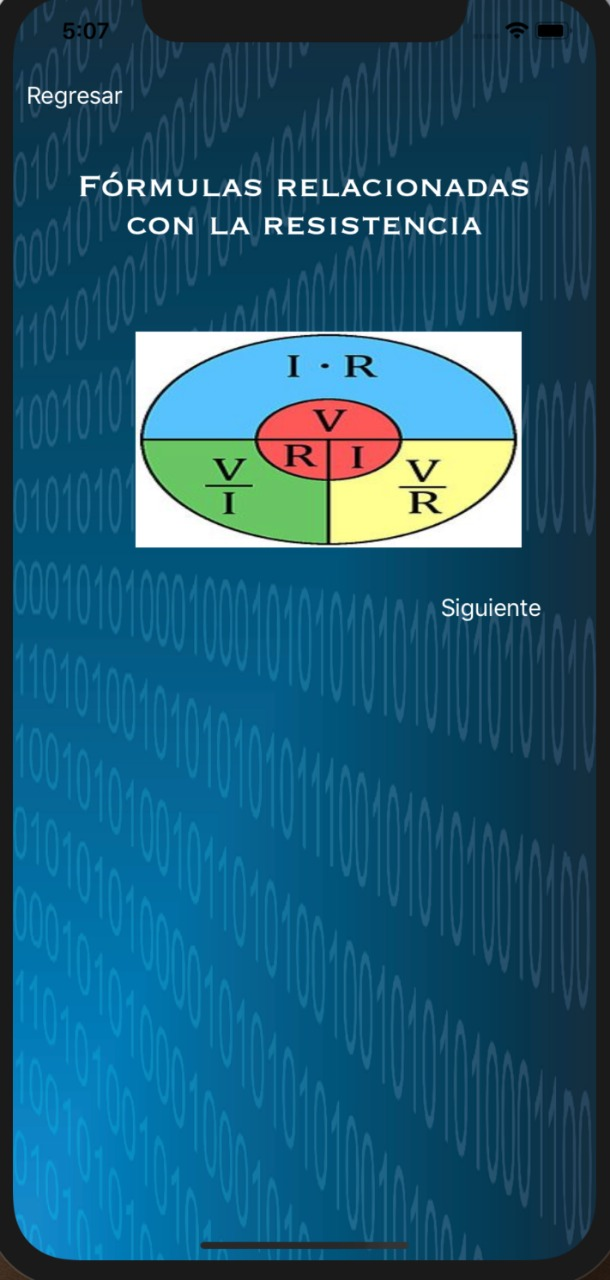 5:07
Regresar
FÓRMULAS RELACIONADAS
CON LA RESISTENCIA
I · R
V
R I
V
I
V
R
Siguiente